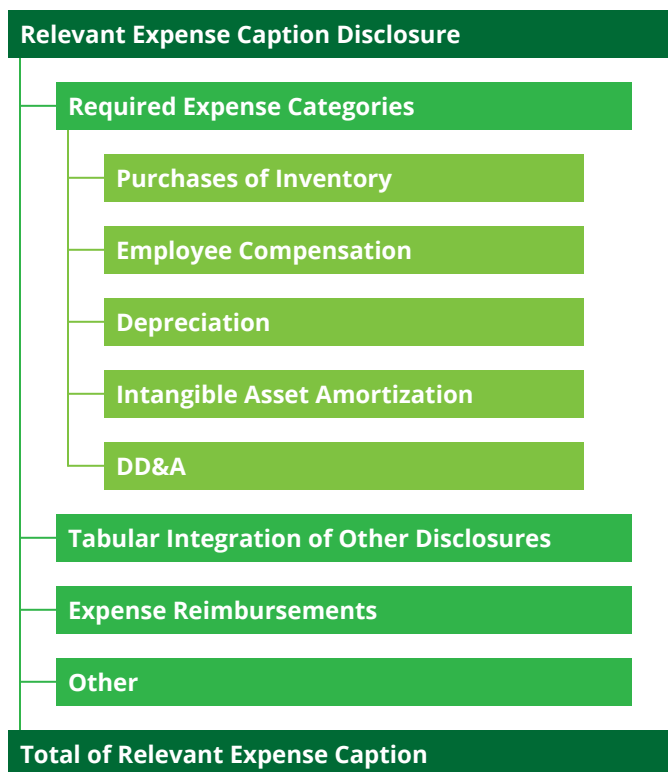 Relevant Expense Caption Disclosure
Required Expense Categories
Purchases of Inventory
Employee Compensation
Depreciation
Intangible Asset Amortization
DD&A
Tabular Integration of Other Disclosures
Expense Reimbursements
Other
Total of Relevant Expense Caption